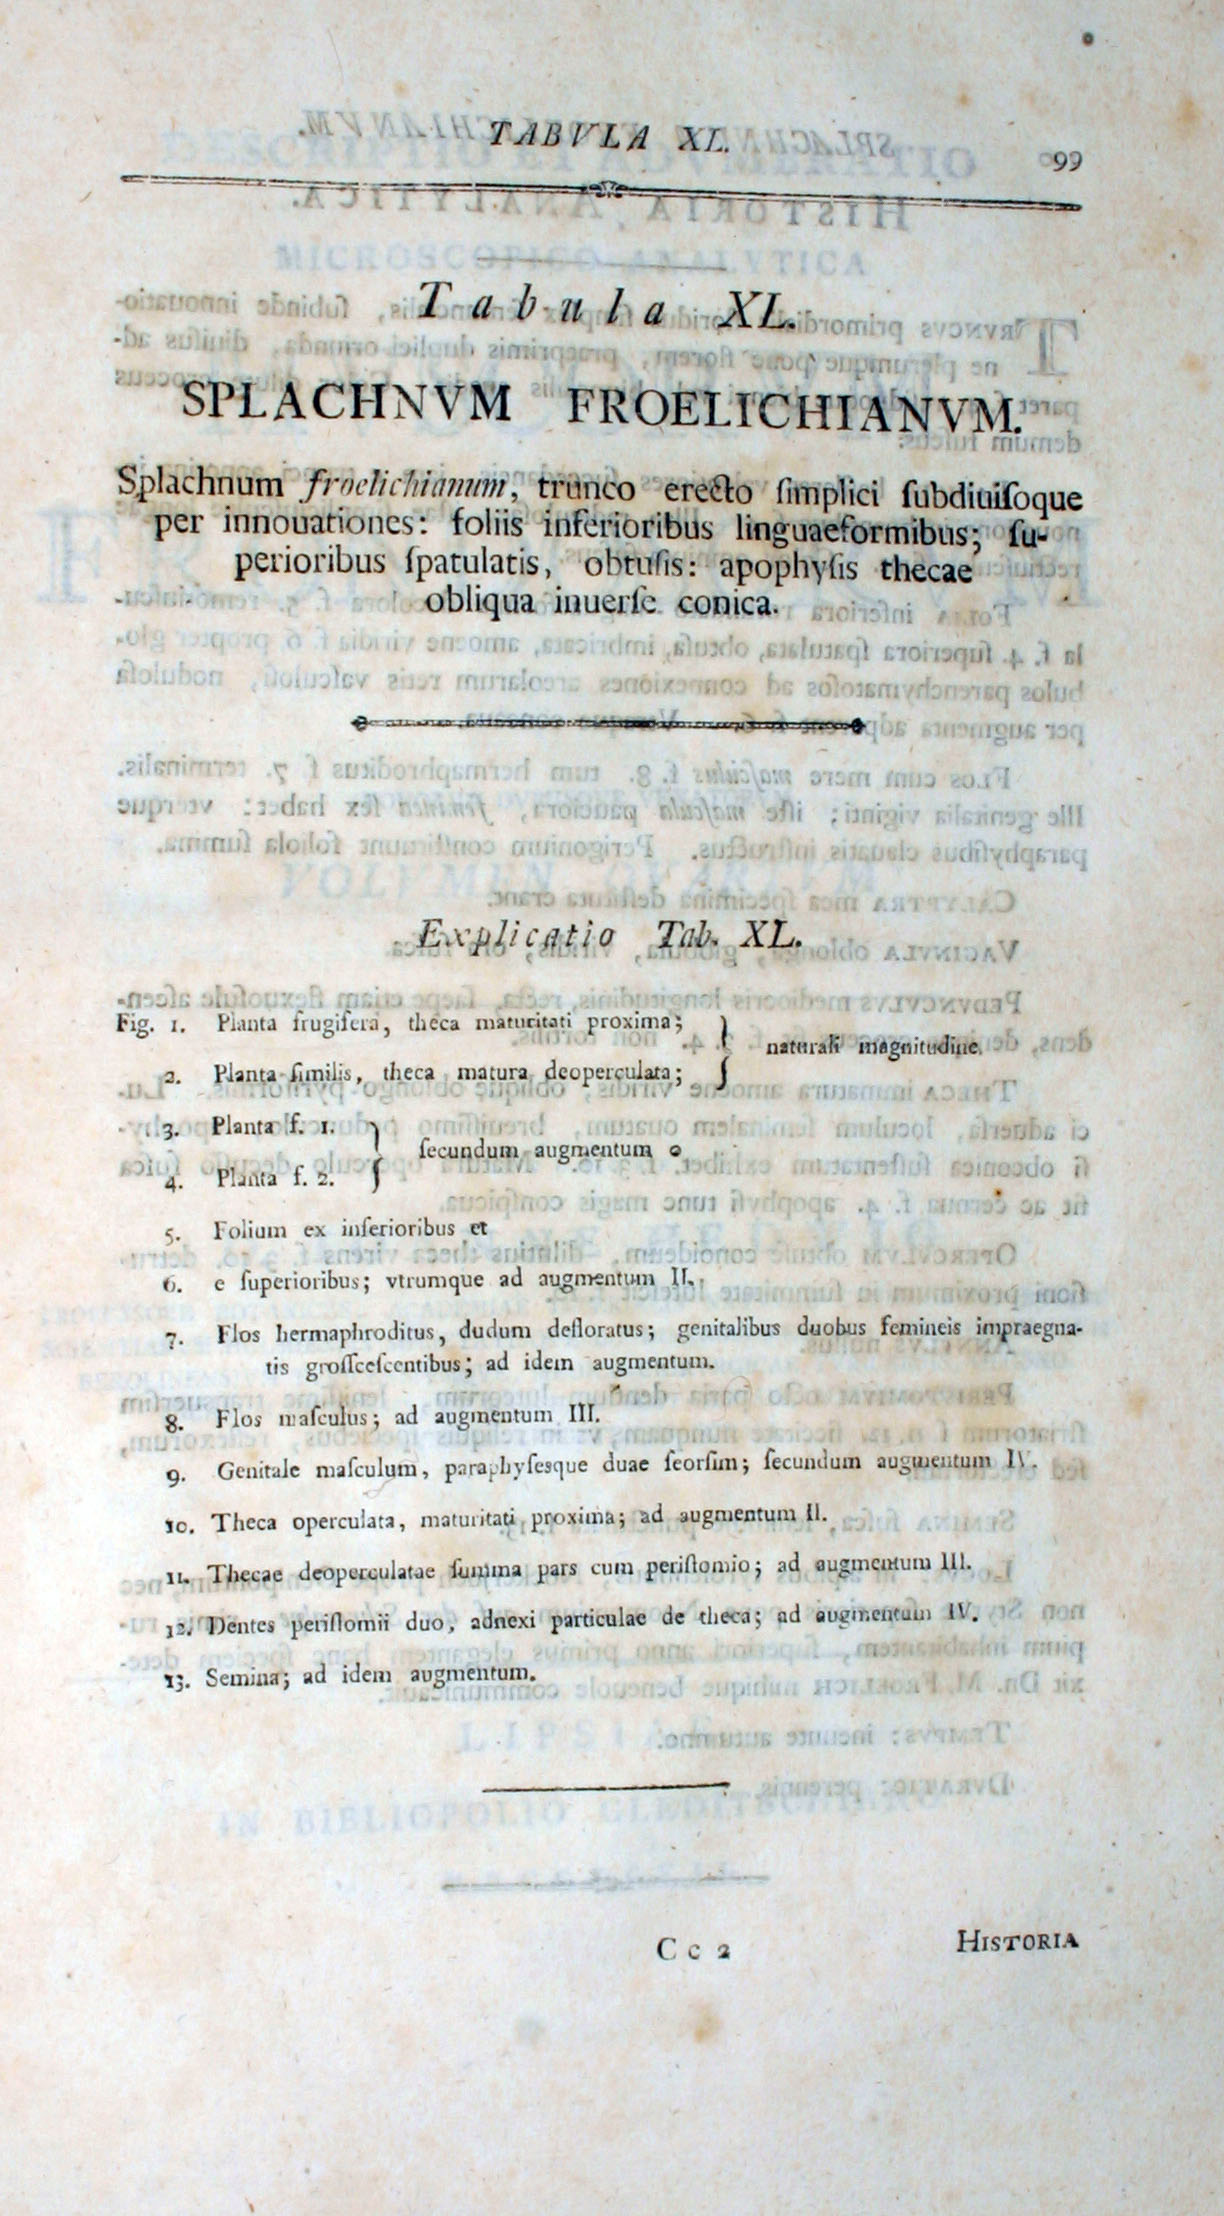 TABVLA XL.
99
Tabula XL.
SPLACHNVM FROELICHIANVM.
Splachnum froelichianum, trunco erecto ſimplici ſubdiuiſoque
per innouationes: foliis inferioribus linguaeformibus; ſu-
perioribus ſpatulatis, obtuſis: apophyſis thecae
obliqua inuerſe conica.
Explicatio Tab. XL.
Fig. 1. Planta frugifera, theca maturitati proxima;
naturali magnitudine.
2. Planta ſimilis, theca matura deoperculata;
3. Planta f. 1.
ſecundum augmentum o
4. Planta f. 2.
5. Folium ex inferioribus et
6. e ſuperioribus; vtrumque ad augmentum II.
7. Flos hermaphroditus, dudum defloratus; genitalibus duobus femineis impraegna-
tis groſſeſcentibus; ad idem augmentum.
8. Flos maſculus; ad augmentum III.
9. Genitale maſculum, paraphyſesque duae ſeorſim; ſecundum augmentum IV.
10. Theca operculata, maturitati proxima; ad augmentum II.
11. Thecae deoperculatae ſumma pars cum periſtomio; ad augmentum III.
12. Dentes periſtomii duo, adnexi particulae de theca; ad augmentum IV.
13. Semina; ad idem augmentum.
Cc 2
HISTORIA